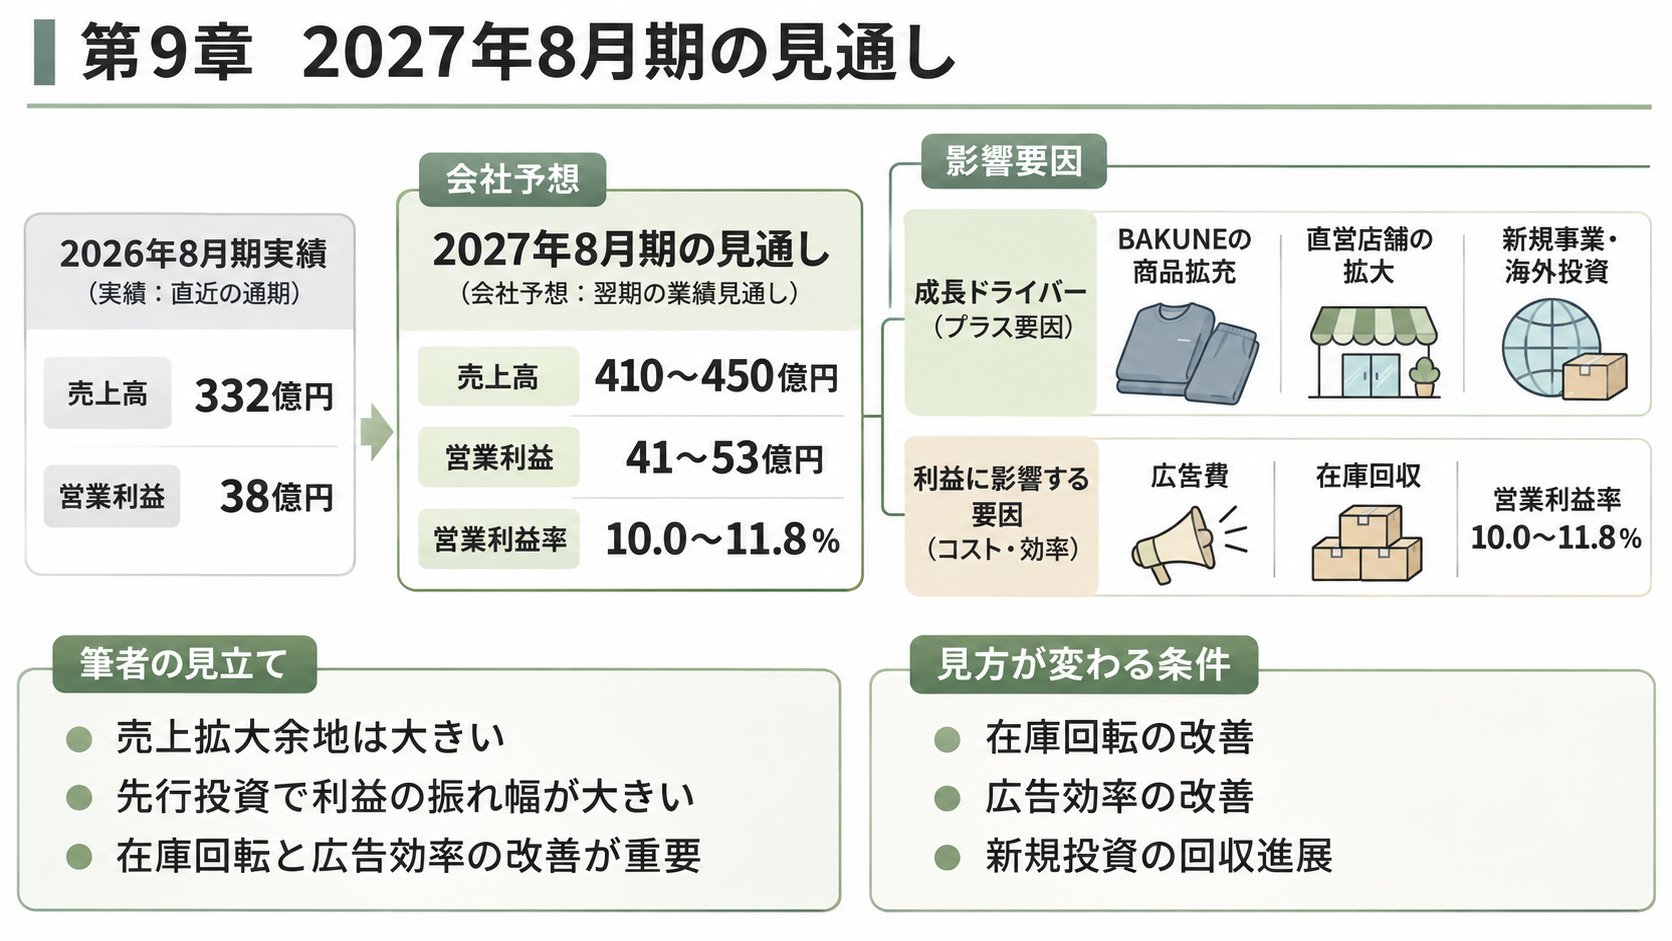 第9章 2027年8月期の見通し
2026年8月期実績
（実績：直近の通期）
売上高 332億円
営業利益 38億円
会社予想
2027年8月期の見通し
（会社予想：翌期の業績見通し）
売上高 410～450億円
営業利益 41～53億円
営業利益率 10.0～11.8%
影響要因
成長ドライバー
（プラス要因）
BAKUNEの
商品拡充
直営店舗の
拡大
新規事業・
海外投資
利益に影響する
要因
（コスト・効率）
広告費
在庫回収
営業利益率
10.0～11.8%
筆者の見立て
● 売上拡大余地は大きい
● 先行投資で利益の振れ幅が大きい
● 在庫回転と広告効率の改善が重要
見方が変わる条件
● 在庫回転の改善
● 広告効率の改善
● 新規投資の回収進展